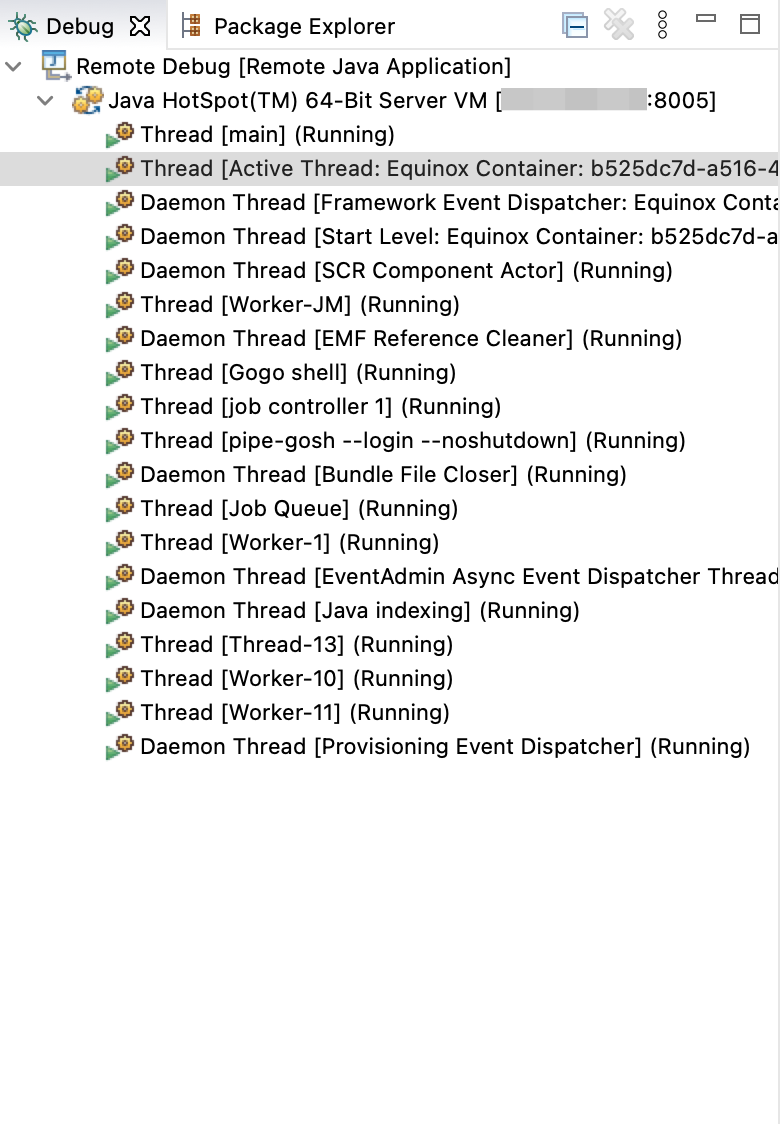 Debug Package Explorer
Remote Debug [Remote Java Application]
Java HotSpot(TM) 64-Bit Server VM [:8005]
Thread [main] (Running)
Thread [Active Thread: Equinox Container: b525dc7d-a516-4
Daemon Thread [Framework Event Dispatcher: Equinox Conta
Daemon Thread [Start Level: Equinox Container: b525dc7d-a
Daemon Thread [SCR Component Actor] (Running)
Thread [Worker-JM] (Running)
Daemon Thread [EMF Reference Cleaner] (Running)
Thread [Gogo shell] (Running)
Thread [job controller 1] (Running)
Thread [pipe-gosh --login --noshutdown] (Running)
Daemon Thread [Bundle File Closer] (Running)
Thread [Job Queue] (Running)
Thread [Worker-1] (Running)
Daemon Thread [EventAdmin Async Event Dispatcher Thread
Daemon Thread [Java indexing] (Running)
Thread [Thread-13] (Running)
Thread [Worker-10] (Running)
Thread [Worker-11] (Running)
Daemon Thread [Provisioning Event Dispatcher] (Running)